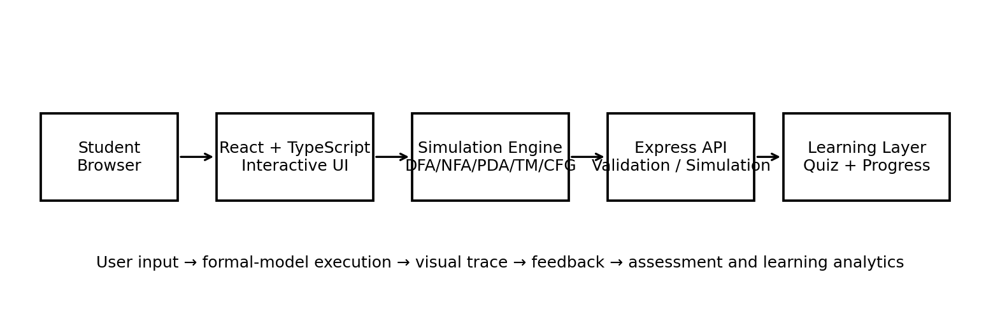 Student
Browser
React + TypeScript
Interactive UI
Simulation Engine
DFA/NFA/PDA/TM/CFG
Express API
Validation / Simulation
Learning Layer
Quiz + Progress
User input → formal-model execution → visual trace → feedback → assessment and learning analytics